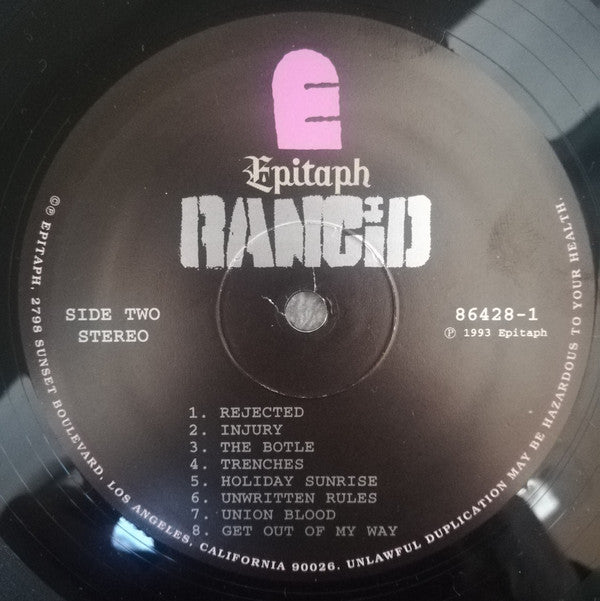 E
Epitaph
RANCiD
SIDE TWO
STEREO
86428-1
℗ 1993 Epitaph
1. REJECTED
2. INJURY
3. THE BOTLE
4. TRENCHES
5. HOLIDAY SUNRISE
6. UNWRITTEN RULES
7. UNION BLOOD
8. GET OUT OF MY WAY
©℗ EPITAPH, 2798 SUNSET BOULEVARD, LOS ANGELES, CALIFORNIA 90026. UNLAWFUL DUPLICATION MAY BE HAZARDOUS TO YOUR HEALTH.